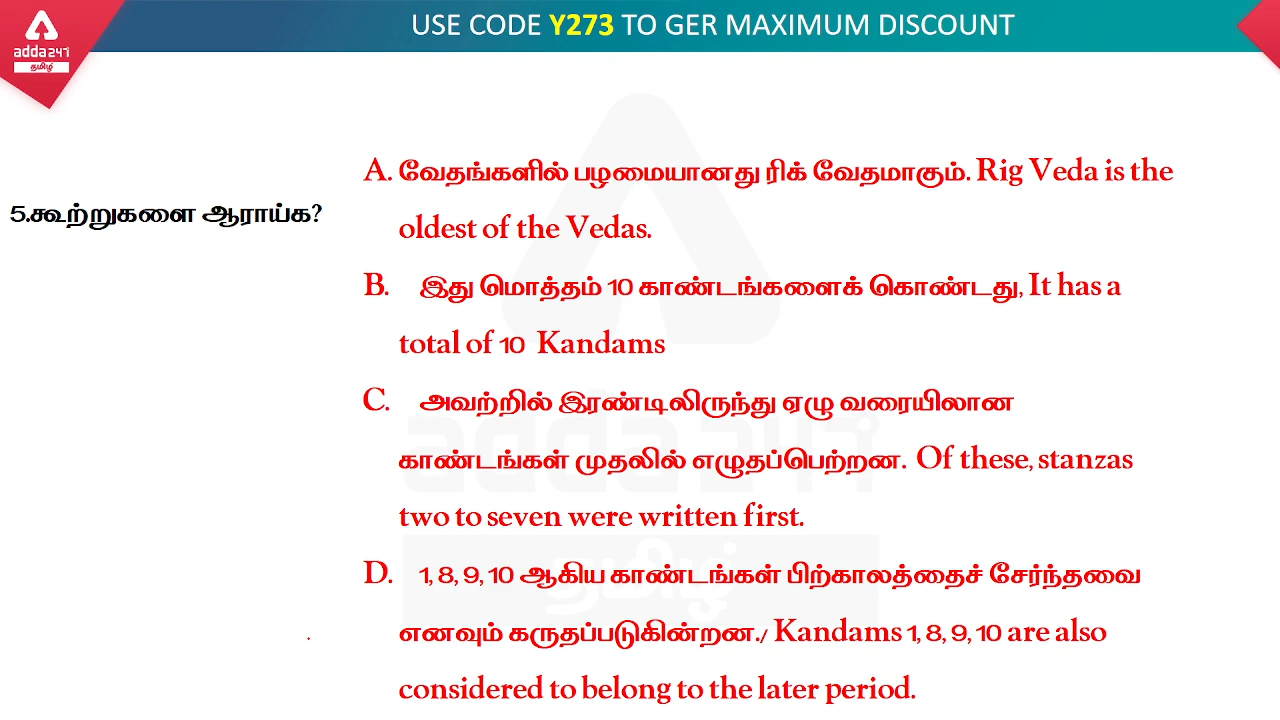 USE CODE Y273 TO GER MAXIMUM DISCOUNT
adda247
தமிழ்
5.கூற்றுகளை ஆராய்க?
A. வேதங்களில் பழமையானது ரிக் வேதமாகும். Rig Veda is the
oldest of the Vedas.
B. இது மொத்தம் 10 காண்டங்களைக் கொண்டது, It has a
total of 10 Kandams
C. அவற்றில் இரண்டிலிருந்து ஏழு வரையிலான
காண்டங்கள் முதலில் எழுதப்பெற்றன. Of these, stanzas
two to seven were written first.
D. 1, 8, 9, 10 ஆகிய காண்டங்கள் பிற்காலத்தைச் சேர்ந்தவை
எனவும் கருதப்படுகின்றன./ Kandams 1, 8, 9, 10 are also
considered to belong to the later period.
adda247
தமிழ்